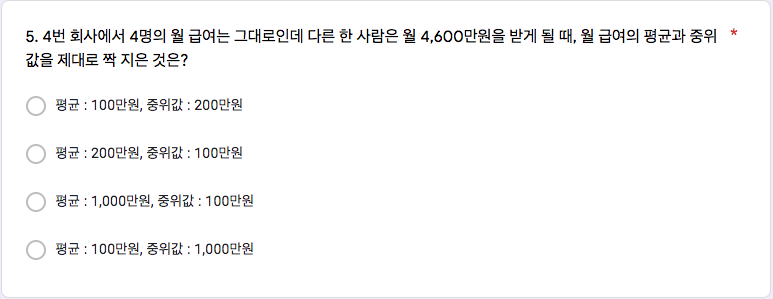 5. 4번 회사에서 4명의 월 급여는 그대로인데 다른 한 사람은 월 4,600만원을 받게 될 때, 월 급여의 평균과 중위 *
값을 제대로 짝 지은 것은?
평균 : 100만원, 중위값 : 200만원
평균 : 200만원, 중위값 : 100만원
평균 : 1,000만원, 중위값 : 100만원
평균 : 100만원, 중위값 : 1,000만원